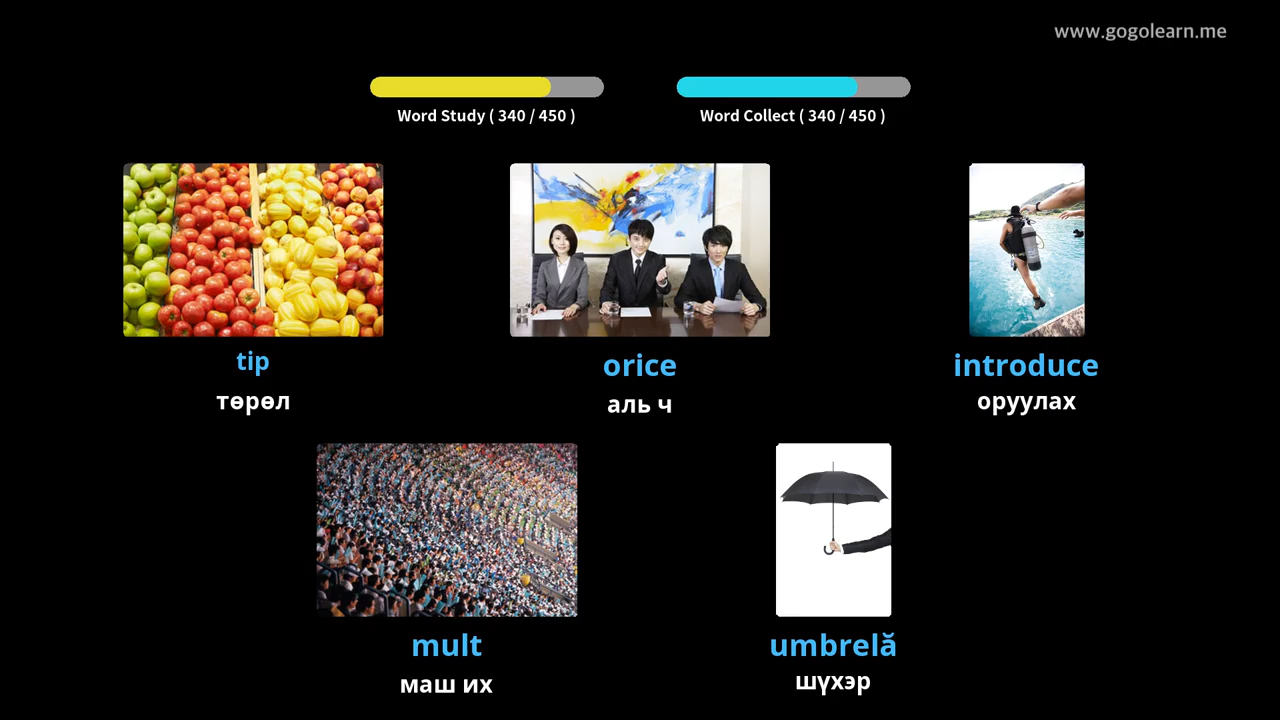 www.gogolearn.me
Word Study ( 340 / 450 )
Word Collect ( 340 / 450 )
tip
төрөл
orice
аль ч
introduce
оруулах
mult
маш их
umbrelă
шүхэр